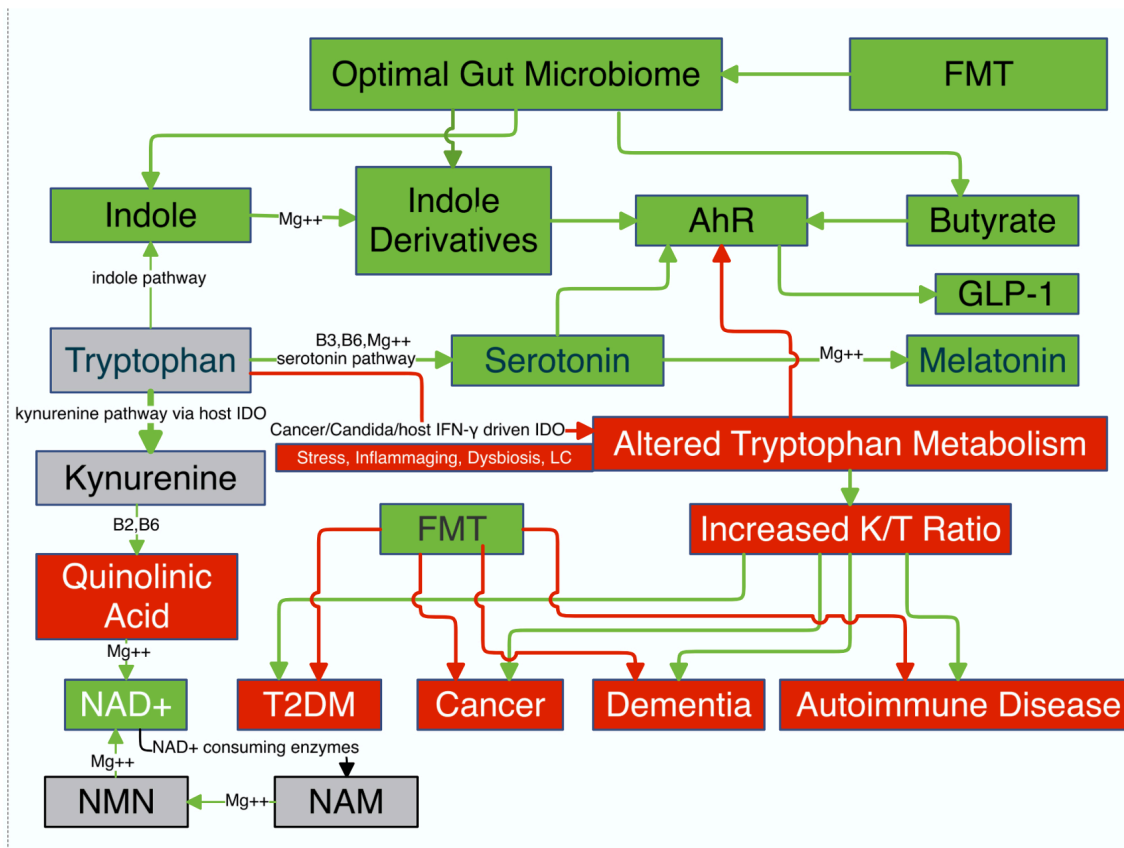 Optimal Gut Microbiome
FMT
Indole
Mg++
Indole
Derivatives
AhR
Butyrate
indole pathway
GLP-1
Tryptophan
B3,B6,Mg++
serotonin pathway
Serotonin
Mg++
Melatonin
kynurenine pathway via host IDO
Cancer/Candida/host IFN-γ driven IDO
Stress, Inflammaging, Dysbiosis, LC
Altered Tryptophan Metabolism
Kynurenine
B2,B6
FMT
Increased K/T Ratio
Quinolinic
Acid
Mg++
NAD+
T2DM
Cancer
Dementia
Autoimmune Disease
NAD+ consuming enzymes
Mg++
NMN
Mg++
NAM